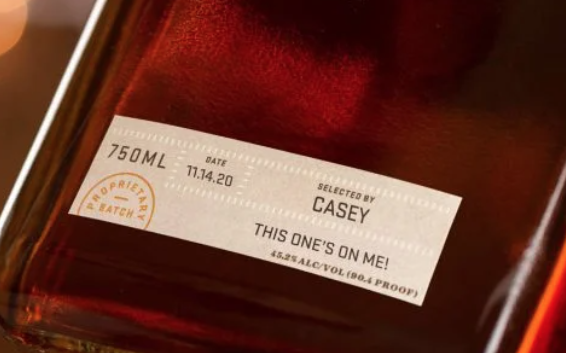 750ML
DATE
11.14.20
SELECTED BY
CASEY
PROPRIETARY
BATCH
THIS ONE'S ON ME!
45.2% ALC/VOL (90.4 PROOF)